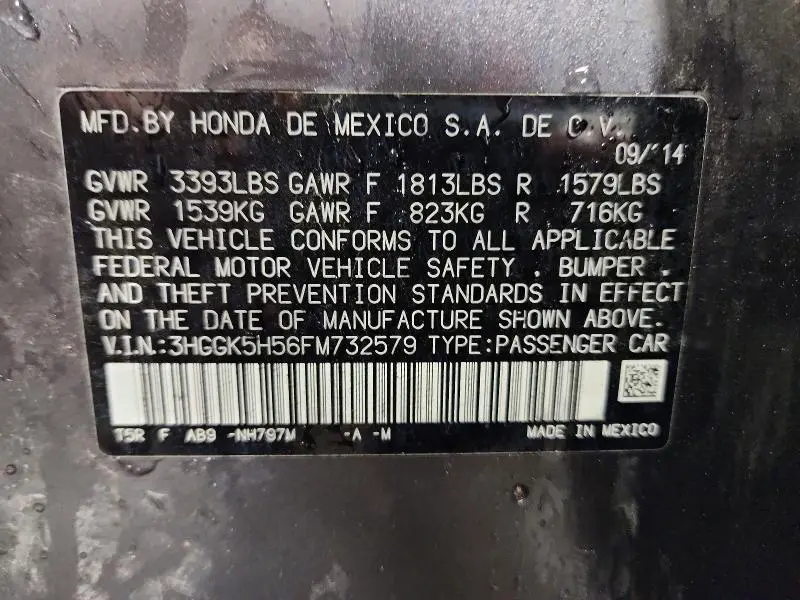 MFD.BY HONDA DE MEXICO S.A. DE C.V.
09/'14
GVWR 3393LBS GAWR F 1813LBS R 1579LBS
GVWR 1539KG GAWR F 823KG R 716KG
THIS VEHICLE CONFORMS TO ALL APPLICABLE
FEDERAL MOTOR VEHICLE SAFETY . BUMPER .
AND THEFT PREVENTION STANDARDS IN EFFECT
ON THE DATE OF MANUFACTURE SHOWN ABOVE.
V.I.N.:3HGGK5H56FM732579 TYPE:PASSENGER CAR
T5R F AB9 -NH797M -A -M MADE IN MEXICO